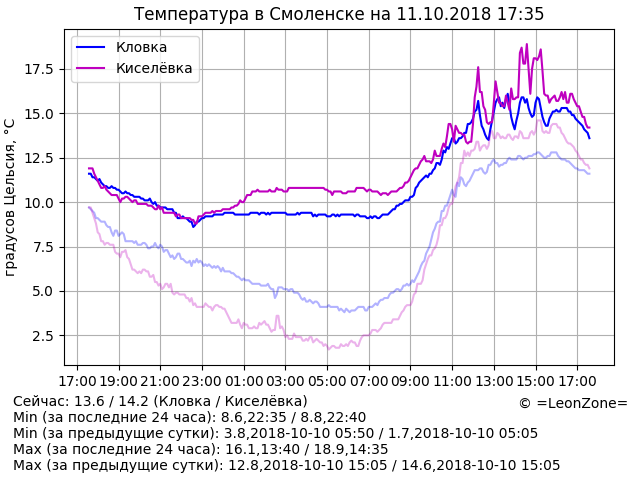 Температура в Смоленске на 11.10.2018 17:35
Кловка
Киселёвка
градусов Цельсия, °C
17.5
15.0
12.5
10.0
7.5
5.0
2.5
17:00 19:00 21:00 23:00 01:00 03:00 05:00 07:00 09:00 11:00 13:00 15:00 17:00
Сейчас: 13.6 / 14.2 (Кловка / Киселёвка)
© =LeonZone=
Min (за последние 24 часа): 8.6,22:35 / 8.8,22:40
Min (за предыдущие сутки): 3.8,2018-10-10 05:50 / 1.7,2018-10-10 05:05
Max (за последние 24 часа): 16.1,13:40 / 18.9,14:35
Max (за предыдущие сутки): 12.8,2018-10-10 15:05 / 14.6,2018-10-10 15:05